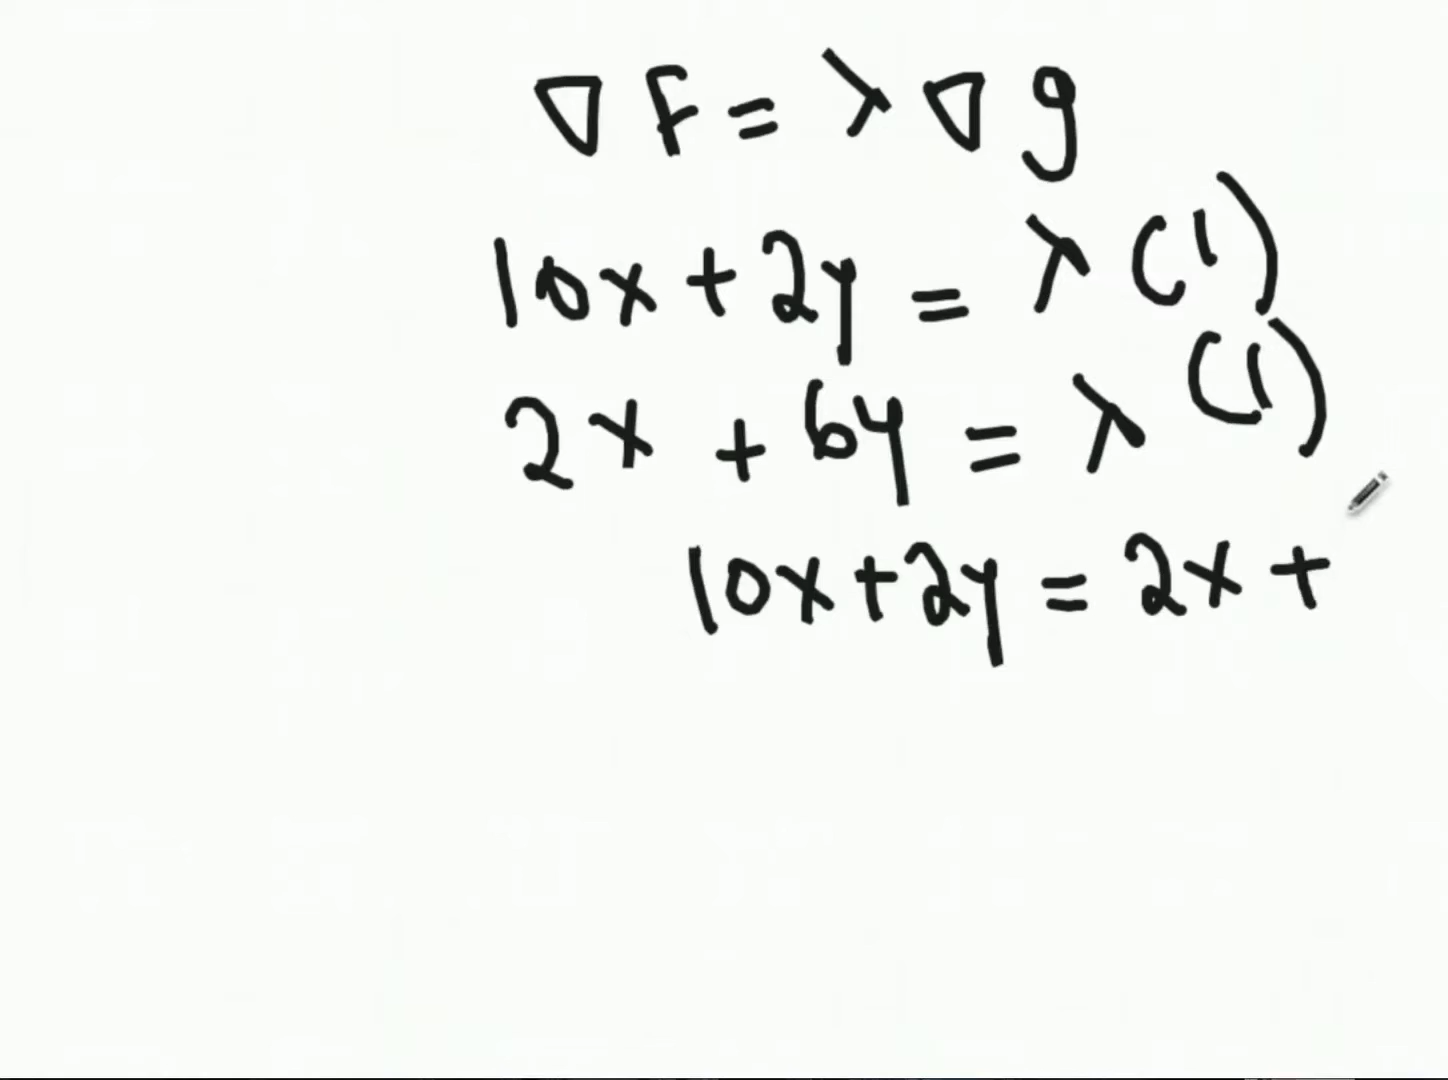 ∇F = λ∇g
10x + 2y = λ(1)
2x + 6y = λ(1)
10x + 2y = 2x +